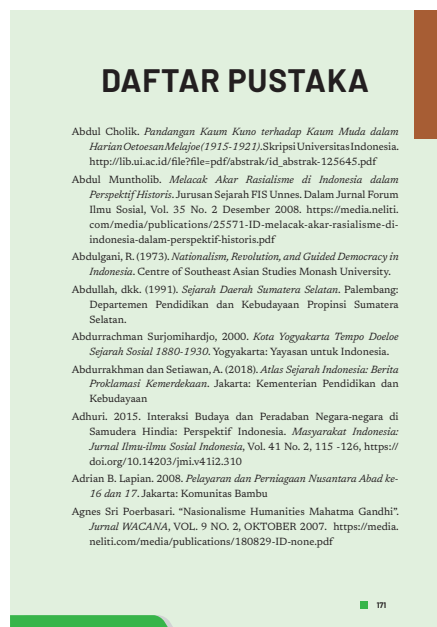 DAFTAR PUSTAKA
Abdul Cholik. Pandangan Kaum Kuno terhadap Kaum Muda dalam
Harian Oetoesan Melajoe (1915-1921). Skripsi Universitas Indonesia.
http://lib.ui.ac.id/file?file=pdf/abstrak/id_abstrak-125645.pdf
Abdul Muntholib. Melacak Akar Rasialisme di Indonesia dalam
Perspektif Historis. Jurusan Sejarah FIS Unnes. Dalam Jurnal Forum
Ilmu Sosial, Vol. 35 No. 2 Desember 2008. https://media.neliti.
com/media/publications/25571-ID-melacak-akar-rasialisme-di-
indonesia-dalam-perspektif-historis.pdf
Abdulgani, R. (1973). Nationalism, Revolution, and Guided Democracy in
Indonesia. Centre of Southeast Asian Studies Monash University.
Abdullah, dkk. (1991). Sejarah Daerah Sumatera Selatan. Palembang:
Departemen Pendidikan dan Kebudayaan Propinsi Sumatera
Selatan.
Abdurrachman Surjomihardjo, 2000. Kota Yogyakarta Tempo Doeloe
Sejarah Sosial 1880-1930. Yogyakarta: Yayasan untuk Indonesia.
Abdurrakhman dan Setiawan, A. (2018). Atlas Sejarah Indonesia: Berita
Proklamasi Kemerdekaan. Jakarta: Kementerian Pendidikan dan
Kebudayaan
Adhuri. 2015. Interaksi Budaya dan Peradaban Negara-negara di
Samudera Hindia: Perspektif Indonesia. Masyarakat Indonesia:
Jurnal Ilmu-ilmu Sosial Indonesia, Vol. 41 No. 2, 115 -126, https://
doi.org/10.14203/jmi.v41i2.310
Adrian B. Lapian. 2008. Pelayaran dan Perniagaan Nusantara Abad ke-
16 dan 17. Jakarta: Komunitas Bambu
Agnes Sri Poerbasari. “Nasionalisme Humanities Mahatma Gandhi”.
Jurnal WACANA, VOL. 9 NO. 2, OKTOBER 2007. https://media.
neliti.com/media/publications/180829-ID-none.pdf
171